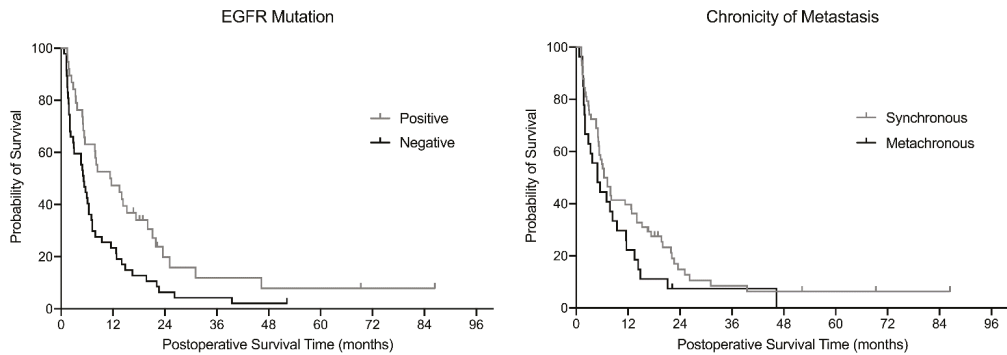 EGFR Mutation
100
80
60
40
20
0
0 12 24 36 48 60 72 84 96
Probability of Survival
Postoperative Survival Time (months)
Positive
Negative
Chronicity of Metastasis
100
80
60
40
20
0
0 12 24 36 48 60 72 84 96
Probability of Survival
Postoperative Survival Time (months)
Synchronous
Metachronous